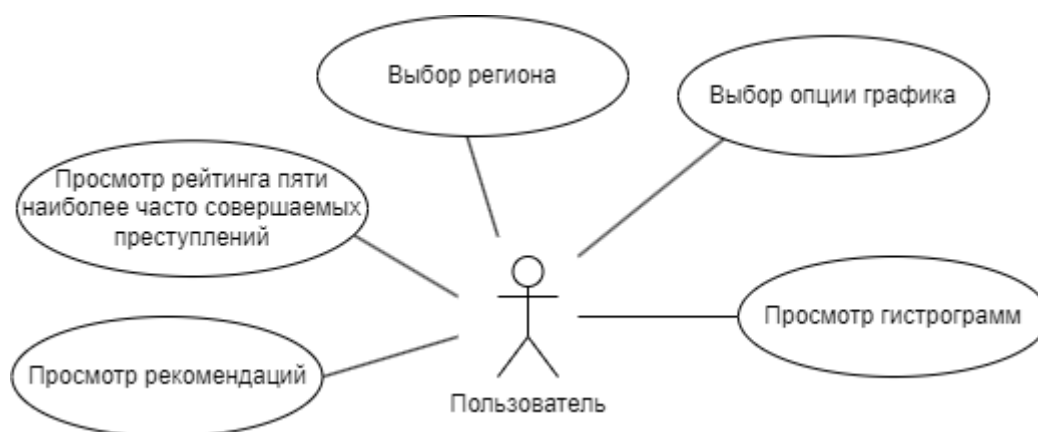 Выбор региона
Выбор опции графика
Просмотр рейтинга пяти
наиболее часто совершаемых
преступлений
Просмотр гистрограмм
Просмотр рекомендаций
Пользователь